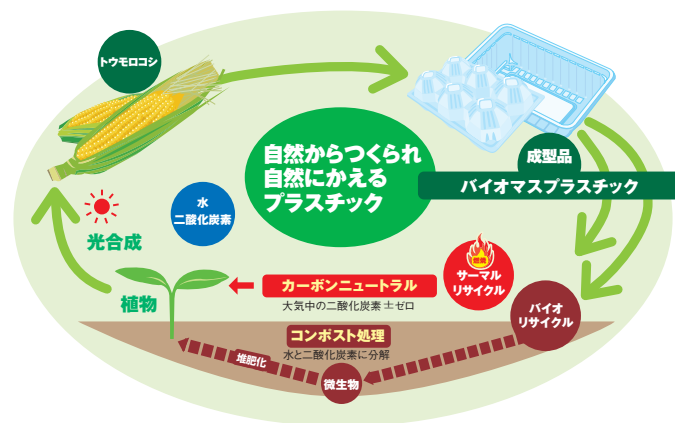 トウモロコシ
自然からつくられ
自然にかえる
プラスチック
成型品
バイオマスプラスチック
水
二酸化炭素
光合成
燃焼
サーマル
リサイクル
カーボンニュートラル
大気中の二酸化炭素±ゼロ
植物
バイオ
リサイクル
コンポスト処理
水と二酸化炭素に分解
堆肥化
微生物